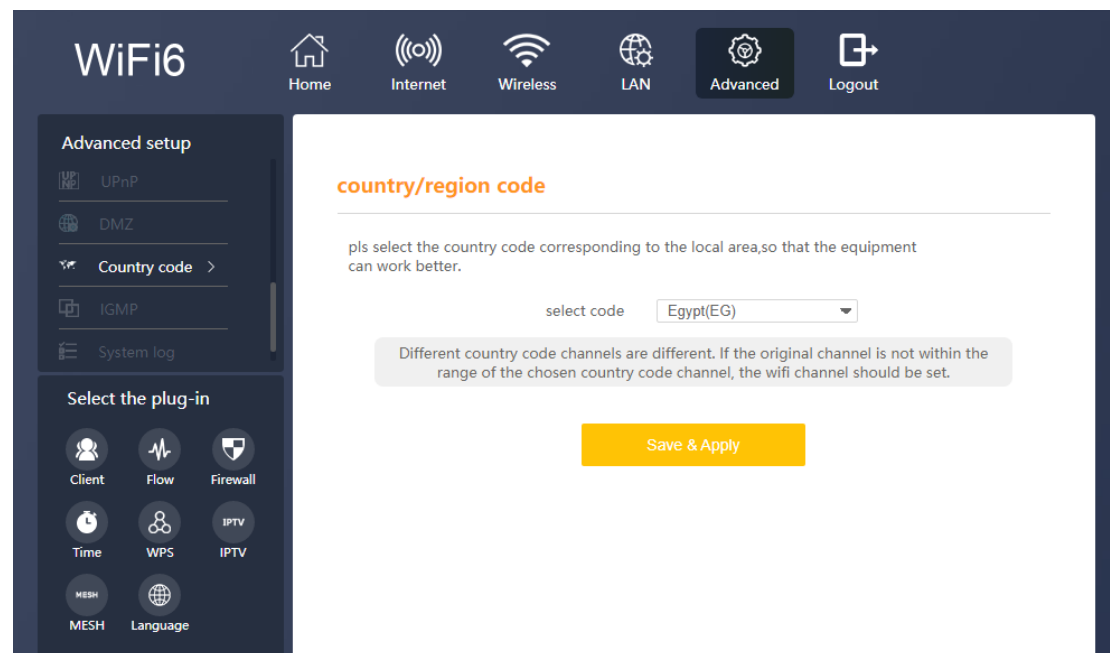 WiFi6
Home
Internet
Wireless
LAN
Advanced
Logout
Advanced setup
UP
NP
UPnP
DMZ
Country code >
IGMP
System log
Select the plug-in
Client
Flow
Firewall
Time
WPS
IPTV
IPTV
MESH
MESH
Language
country/region code
pls select the country code corresponding to the local area,so that the equipment
can work better.
select code
Egypt(EG)
Different country code channels are different. If the original channel is not within the
range of the chosen country code channel, the wifi channel should be set.
Save & Apply